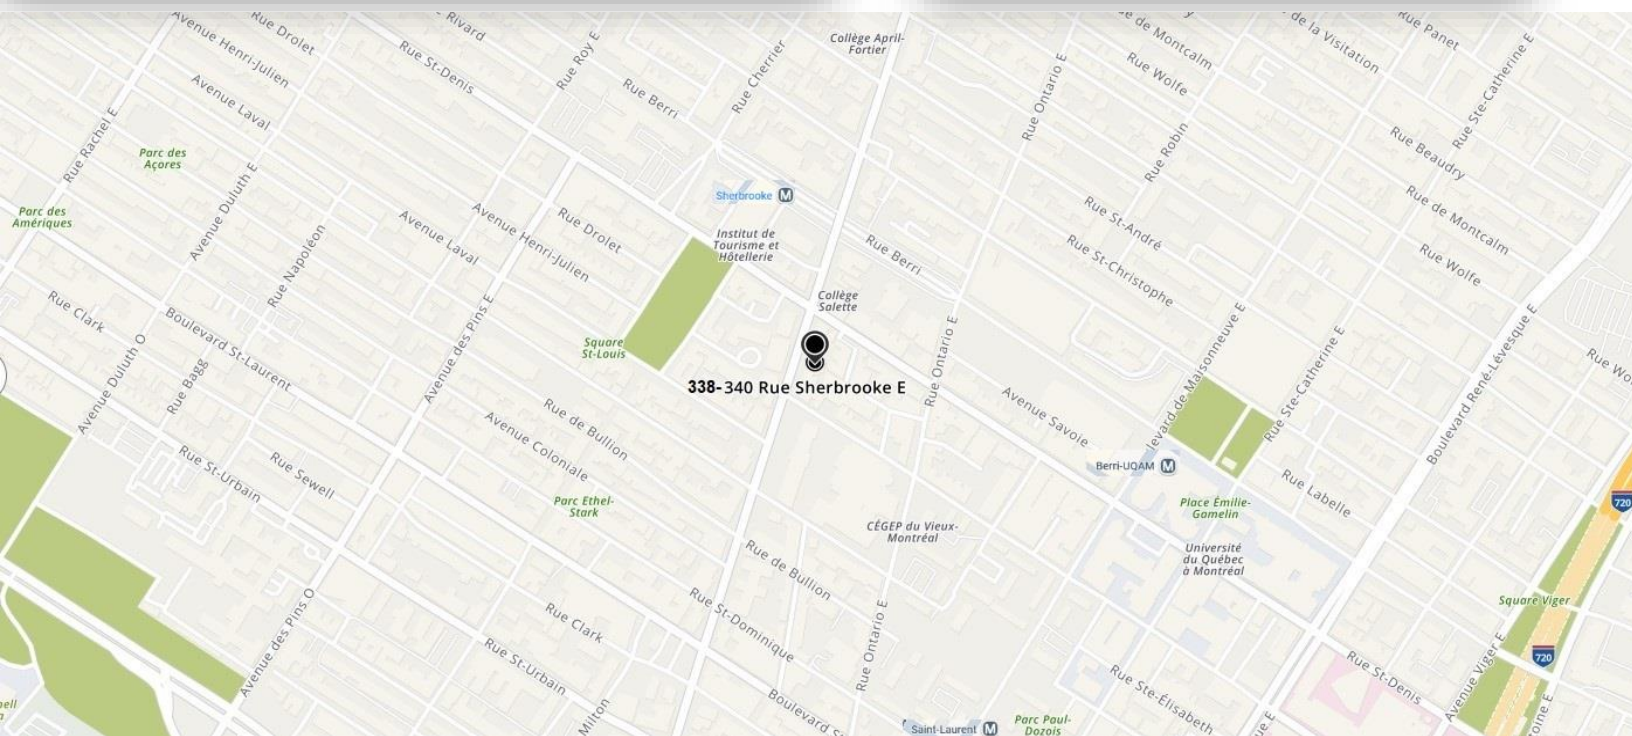 Avenue Henri-Julien
Rue Drolet
Rue St-Denis
Rue Rivard
Rue Roy E
Rue Berri
Rue Cherrier
Collège April-
Fortier
Rue Ontario E
de Montcalm
Rue Wolfe
de la Visitation
Rue Panet
Rue Ste-Catherine E
Avenue Laval
Rue Rachel E
Parc des
Açores
Avenue Duluth E
Rue Robin
Rue Beaudry
Rue de Montcalm
Rue Wolfe
Parc des
Amériques
Rue Napoléon
Avenue Laval
Avenue Henri-Julien
Rue Drolet
Sherbrooke M
Institut de
Tourisme et
Hôtellerie
Rue Berri
Rue St-André
Rue St-Christophe
Collège
Salette
Rue Clark
Boulevard St-Laurent
Avenue Duluth O
Rue Bagg
Avenue des Pins E
Square
St-Louis
338-340 Rue Sherbrooke E
Rue Ontario E
Avenue Savoie
levard de Maisonneuve E
Rue Ste-Catherine E
Boulevard René-Lévesque E
Rue Wo
Rue de Bullion
Avenue Coloniale
Rue St-Urbain
Rue Sewell
Parc Ethel-
Stark
CÉGEP du Vieux-
Montréal
Berri-UQAM M
Place Émilie-
Gamelin
Rue Labelle
Université
du Québec
à Montréal
720
Square Viger
720
Rue de Bullion
Rue St-Dominique
Rue Clark
Rue St-Urbain
Avenue des Pins O
Milton
Rue Ontario E
Boulevard S
Saint-Laurent M
Parc Paul-
Dozois
Rue Ste-Élisabeth
Rue St-Denis
Avenue Viger E
oine E
ue E